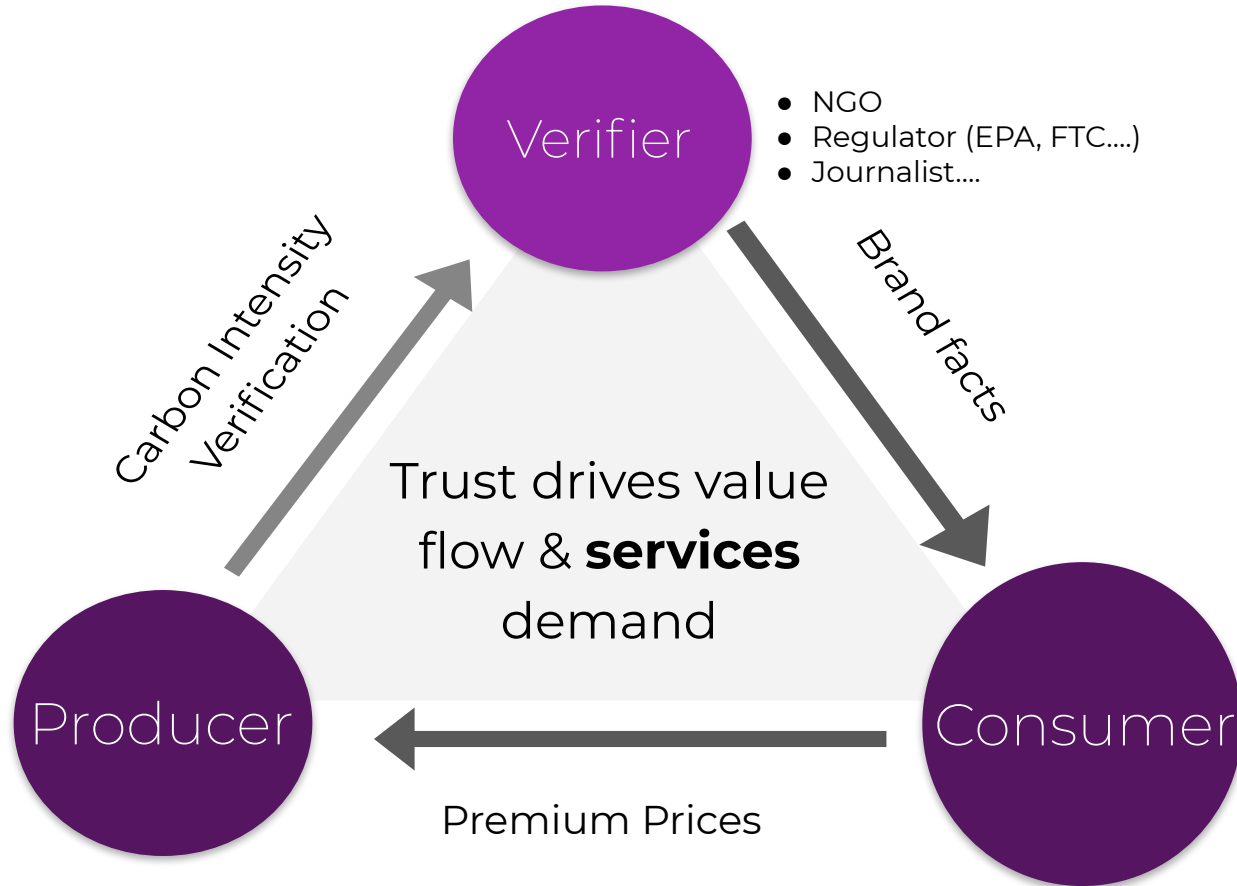 Verifier
● NGO
● Regulator (EPA, FTC....)
● Journalist....
Carbon Intensity
Verification
Brand facts
Trust drives value
flow & services
demand
Producer
Consumer
Premium Prices